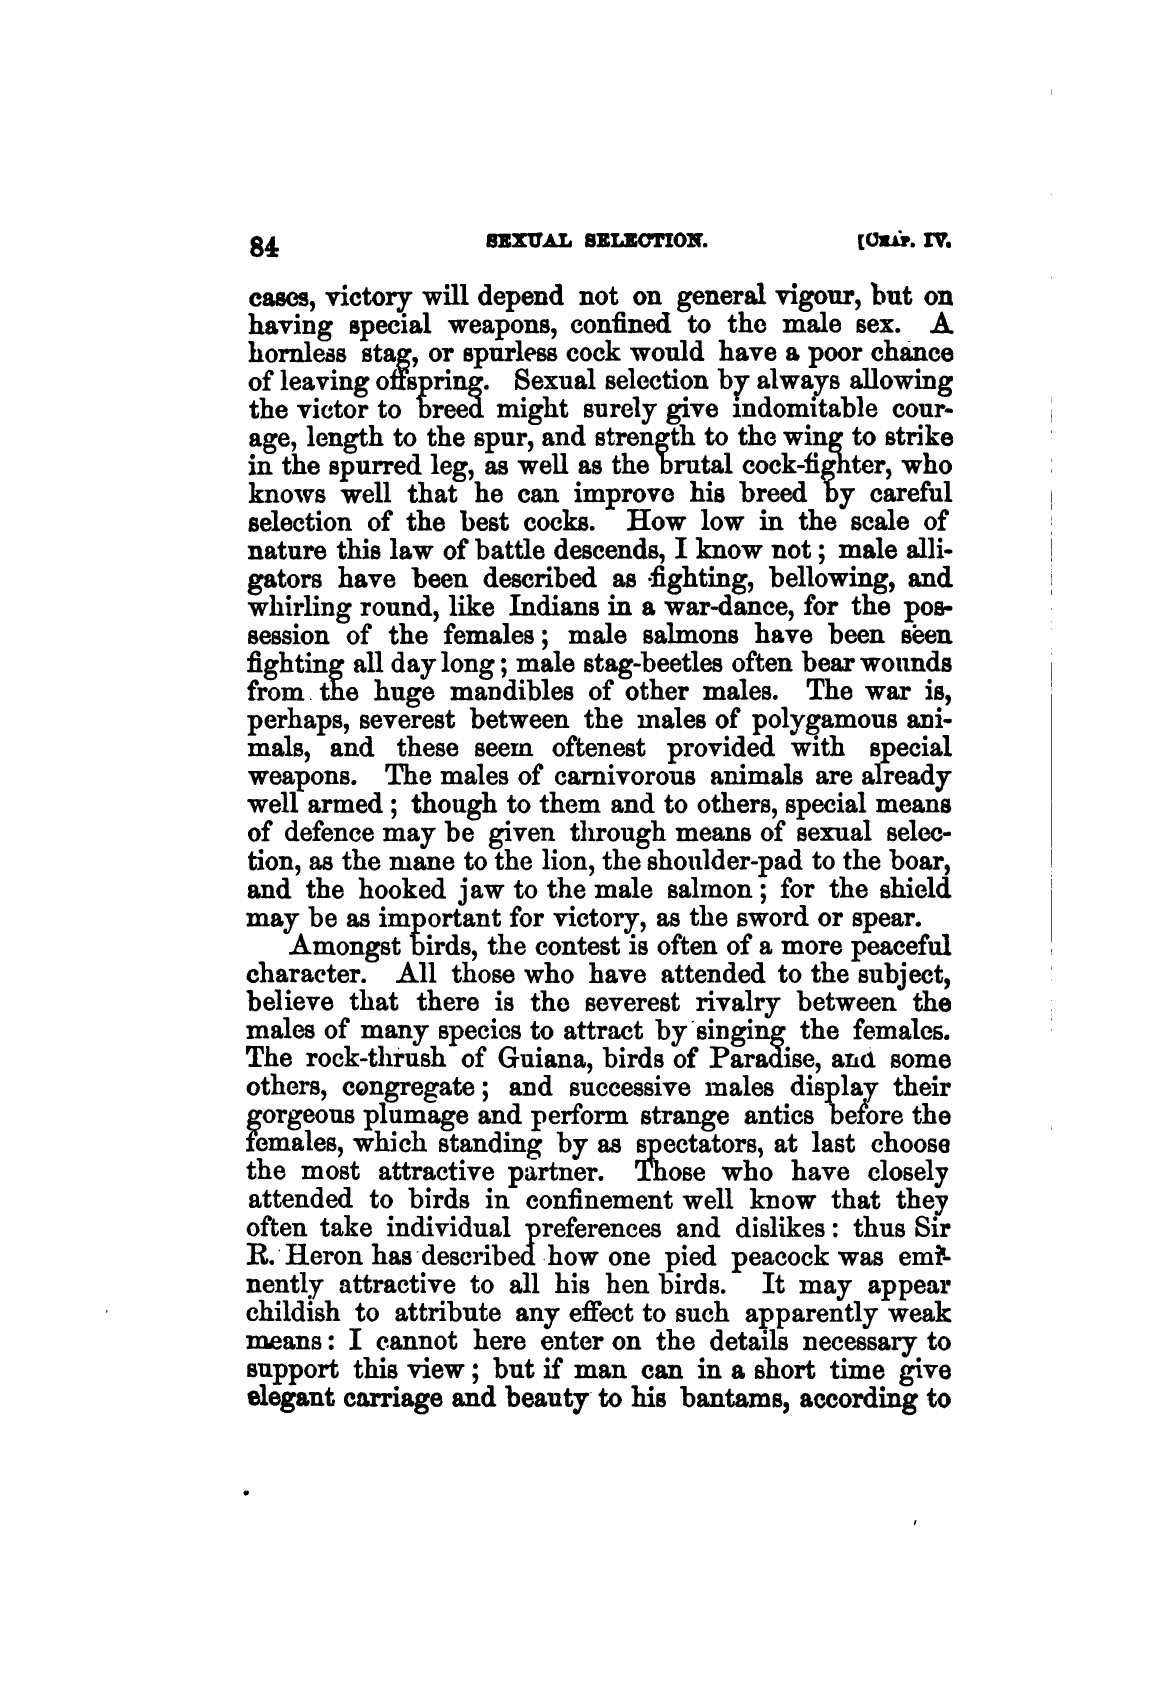 84 SEXUAL SELECTION. [CHAP. IV.
cases, victory will depend not on general vigour, but on
having special weapons, confined to the male sex. A
hornless stag, or spurless cock would have a poor chance
of leaving offspring. Sexual selection by always allowing
the victor to breed might surely give indomitable cour-
age, length to the spur, and strength to the wing to strike
in the spurred leg, as well as the brutal cock-fighter, who
knows well that he can improve his breed by careful
selection of the best cocks. How low in the scale of
nature this law of battle descends, I know not; male alli-
gators have been described as fighting, bellowing, and
whirling round, like Indians in a war-dance, for the pos-
session of the females; male salmons have been seen
fighting all day long; male stag-beetles often bear wounds
from the huge mandibles of other males. The war is,
perhaps, severest between the males of polygamous ani-
mals, and these seem oftenest provided with special
weapons. The males of carnivorous animals are already
well armed; though to them and to others, special means
of defence may be given through means of sexual selec-
tion, as the mane to the lion, the shoulder-pad to the boar,
and the hooked jaw to the male salmon; for the shield
may be as important for victory, as the sword or spear.
Amongst birds, the contest is often of a more peaceful
character. All those who have attended to the subject,
believe that there is the severest rivalry between the
males of many species to attract by singing the females.
The rock-thrush of Guiana, birds of Paradise, and some
others, congregate; and successive males display their
gorgeous plumage and perform strange antics before the
females, which standing by as spectators, at last choose
the most attractive partner. Those who have closely
attended to birds in confinement well know that they
often take individual preferences and dislikes: thus Sir
R. Heron has described how one pied peacock was emi-
nently attractive to all his hen birds. It may appear
childish to attribute any effect to such apparently weak
means: I cannot here enter on the details necessary to
support this view; but if man can in a short time give
elegant carriage and beauty to his bantams, according to